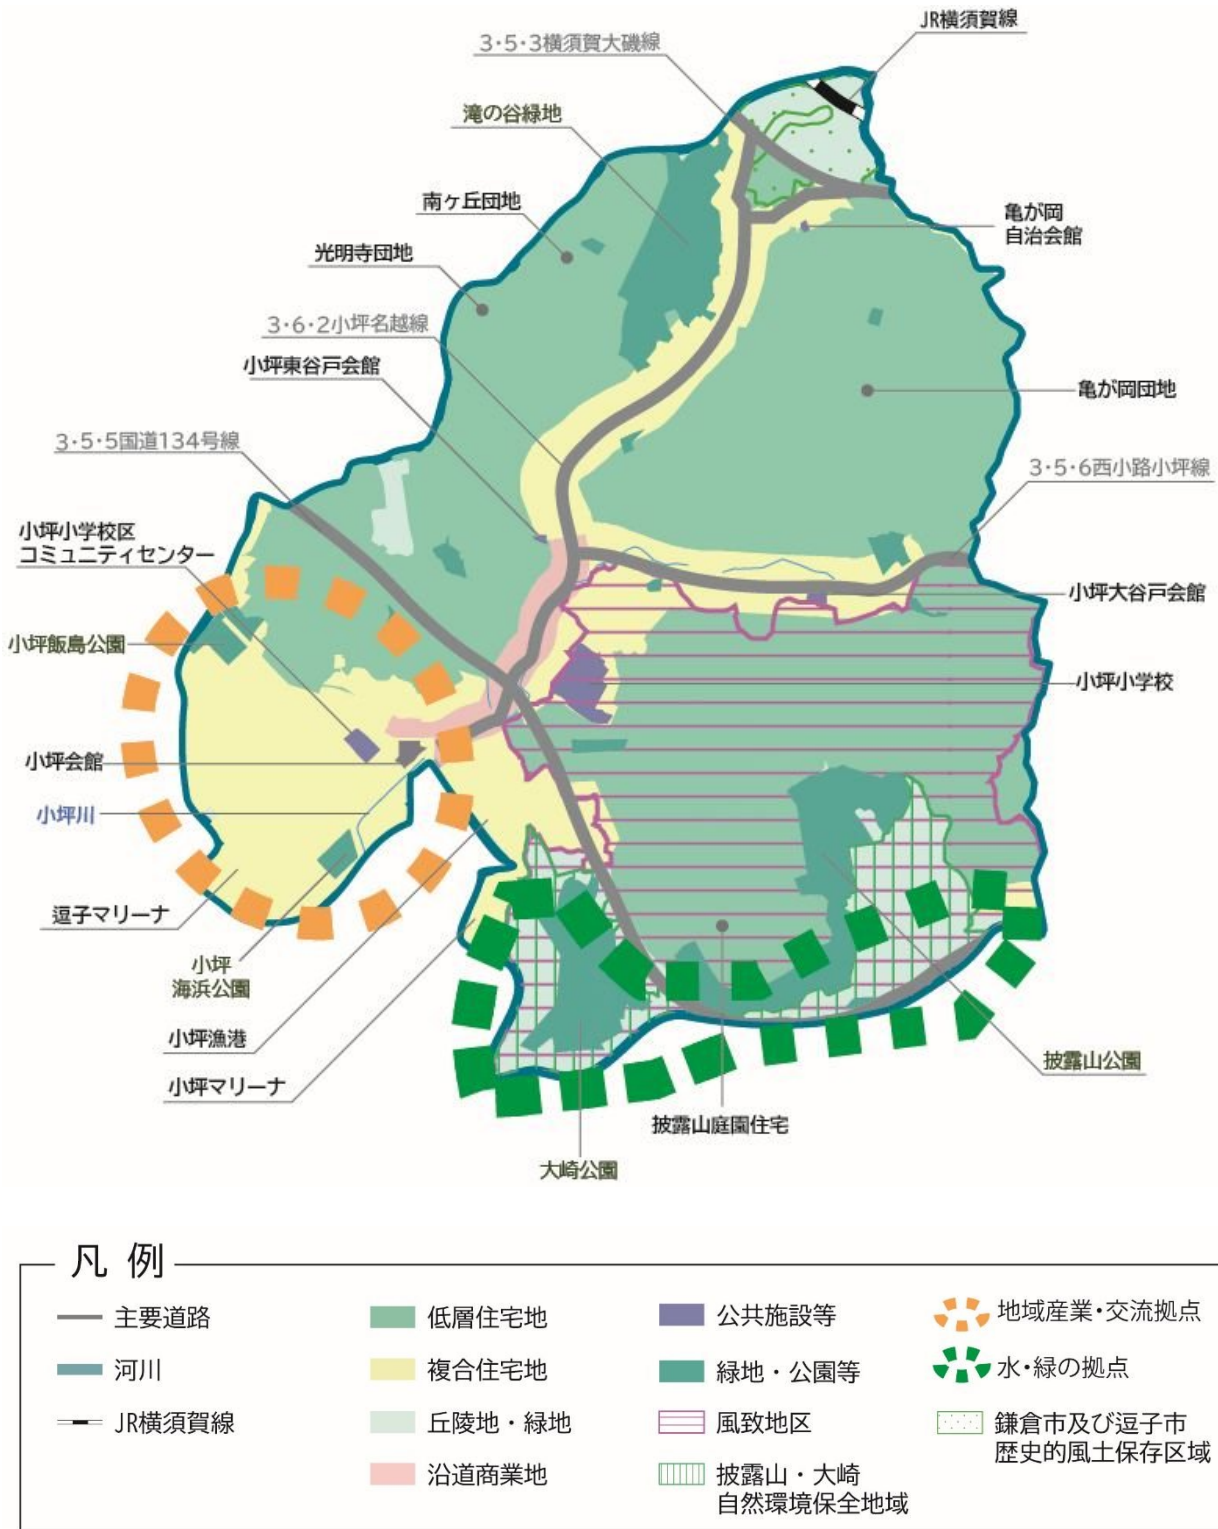 JR横須賀線
3・5・3横須賀大磯線
滝の谷緑地
南ヶ丘団地
亀が岡
自治会館
光明寺団地
3・6・2小坪名越線
小坪東谷戸会館
亀が岡団地
3・5・5国道134号線
3・5・6西小路小坪線
小坪小学校区
コミュニティセンター
小坪大谷戸会館
小坪飯島公園
小坪小学校
小坪会館
小坪川
逗子マリーナ
小坪
海浜公園
小坪漁港
小坪マリーナ
披露山公園
披露山庭園住宅
大崎公園
凡 例
主要道路
河川
JR横須賀線
低層住宅地
複合住宅地
丘陵地・緑地
沿道商業地
公共施設等
緑地・公園等
風致地区
披露山・大崎
自然環境保全地域
地域産業・交流拠点
水・緑の拠点
鎌倉市及び逗子市
歴史的風土保存区域